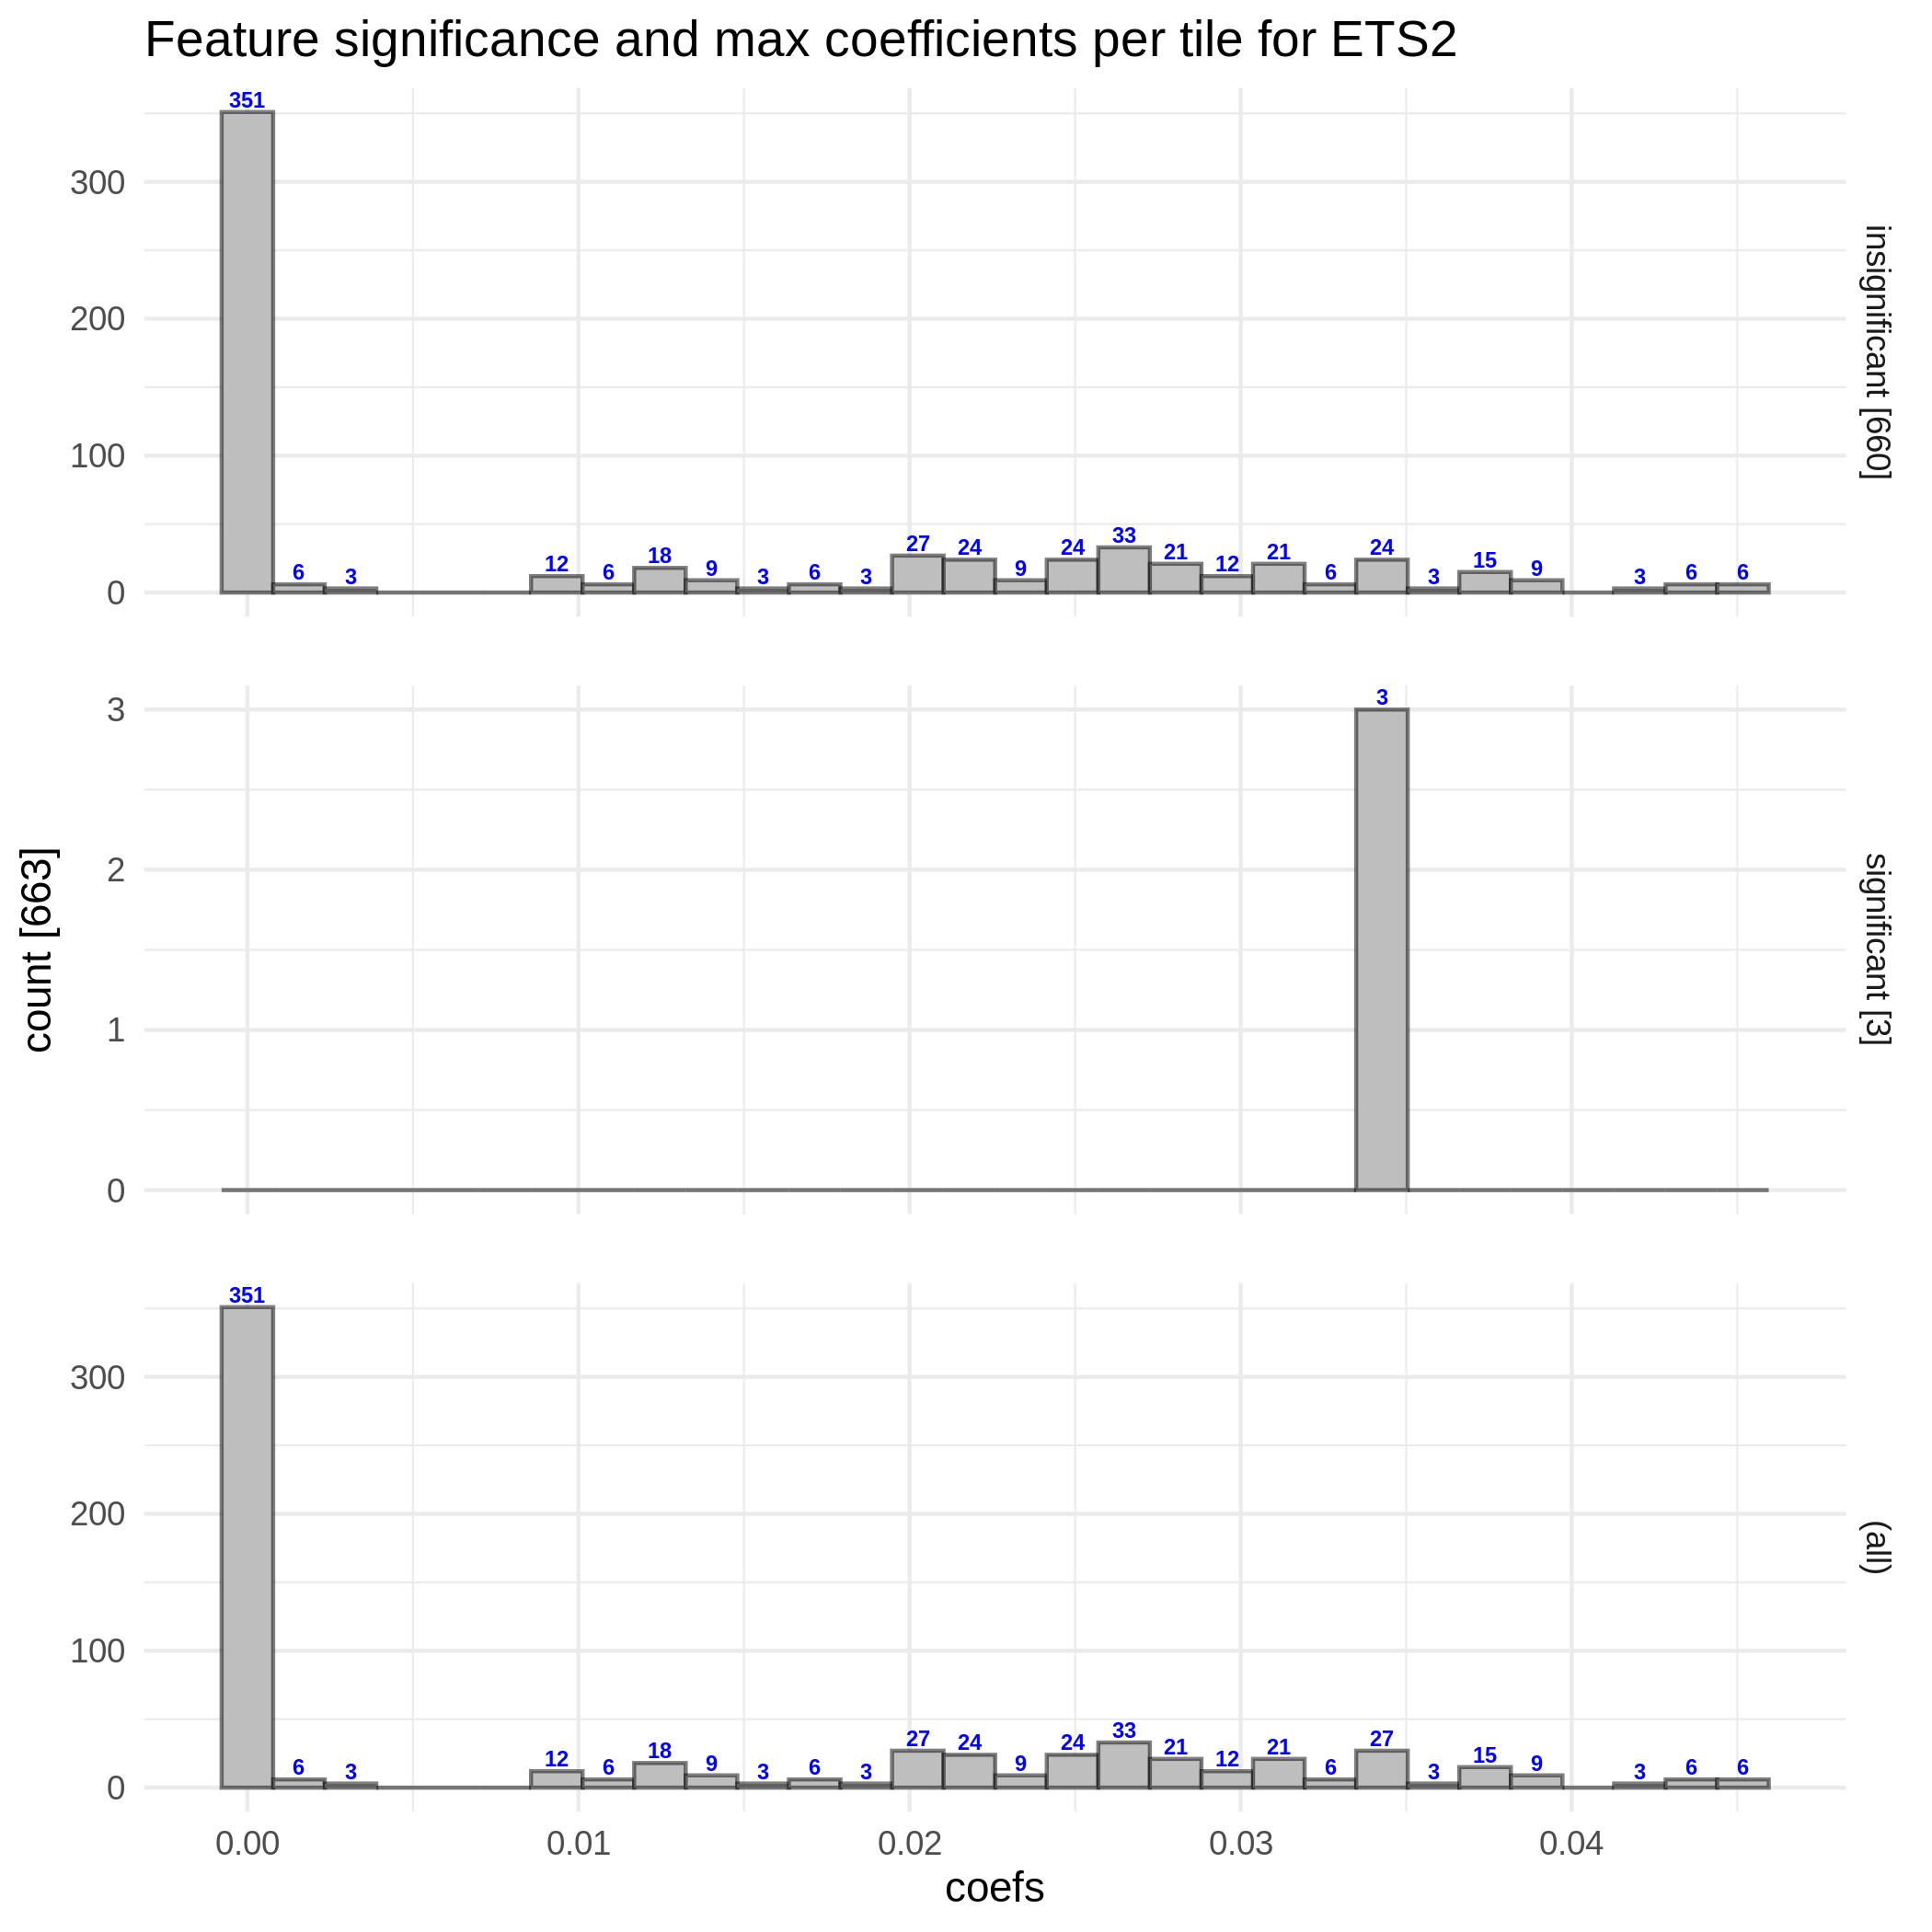 Feature significance and max coefficients per tile for ETS2
351
300
200
100
0
6 3 12 6 18 9 3 6 3 27 24 9 24 33 21 12 21 6 24 3 15 9 3 6 6
insignificant [660]
3
3
2
1
0
significant [3]
count [663]
351
300
200
100
0
6 3 12 6 18 9 3 6 3 27 24 9 24 33 21 12 21 6 27 3 15 9 3 6 6
(all)
0.00 0.01 0.02 0.03 0.04
coefs